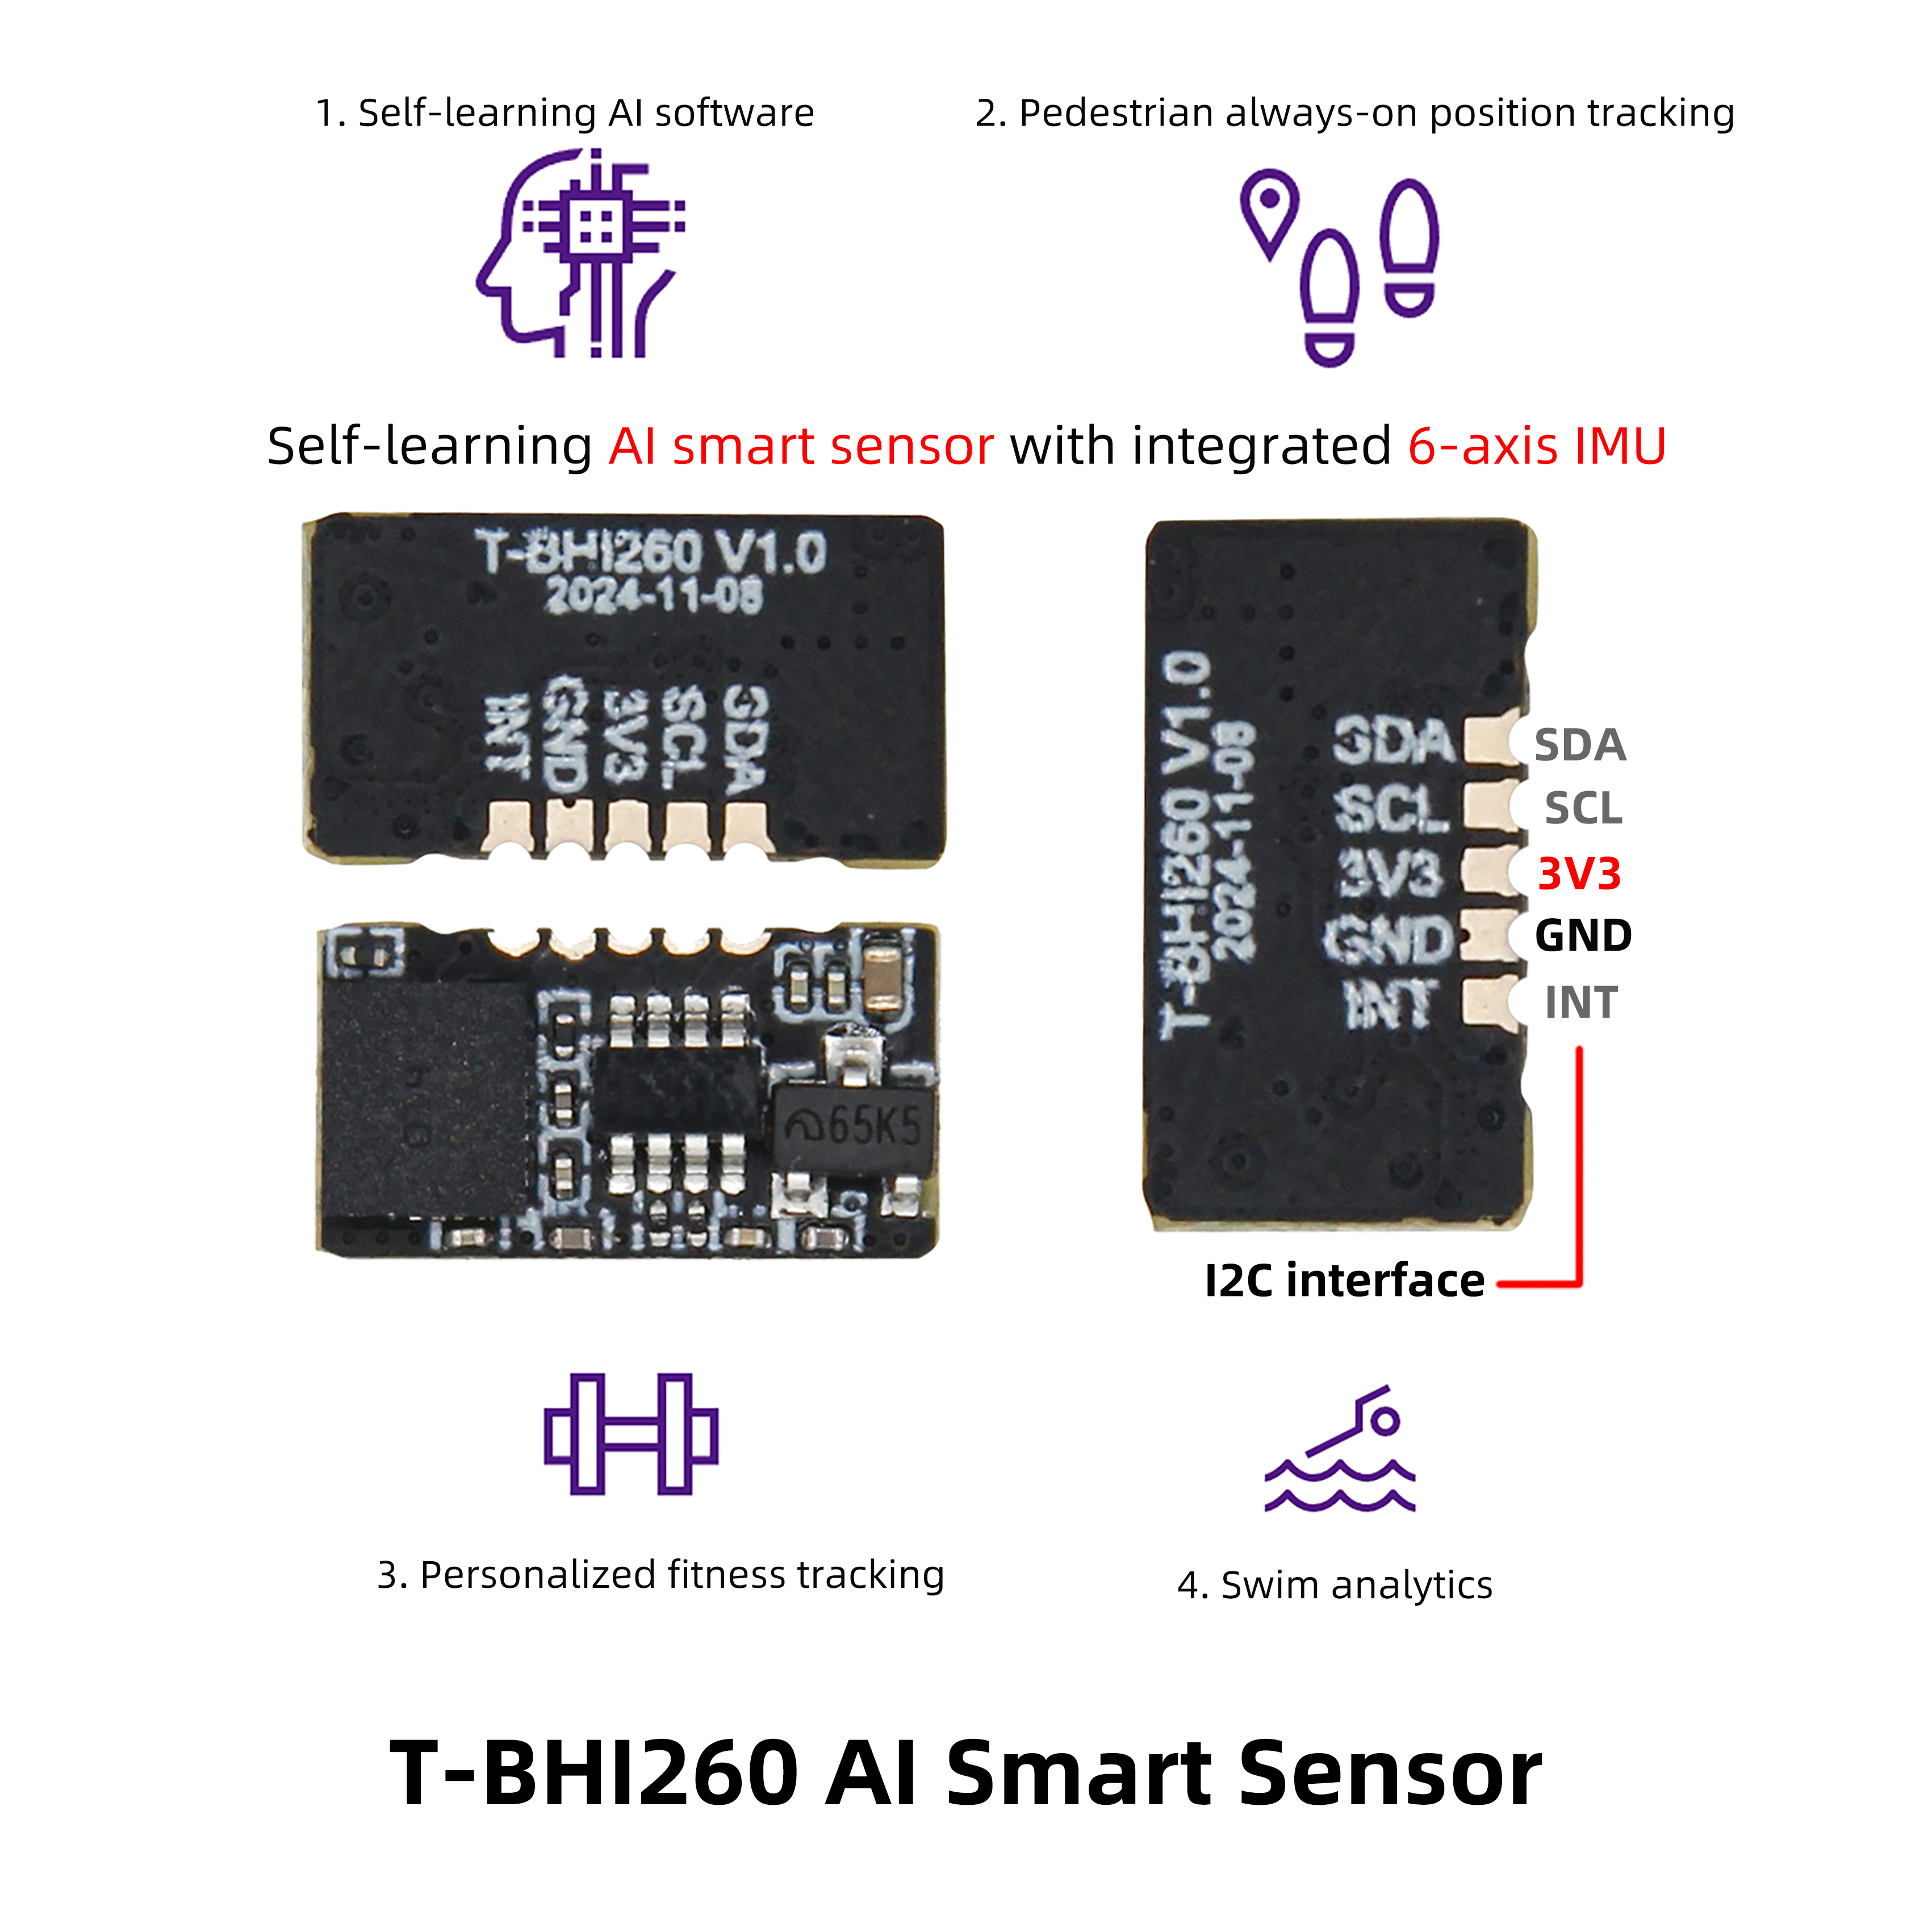 1. Self-learning AI software
2. Pedestrian always-on position tracking
Self-learning AI smart sensor with integrated 6-axis IMU
T-BHI260 V1.0
2024-11-08
INT
GND
3V3
SCL
SDA
65K5
T-BHI260 V1.0
2024-11-08
SDA
SCL
3V3
GND
INT
SDA
SCL
3V3
GND
INT
I2C interface
3. Personalized fitness tracking
4. Swim analytics
T-BHI260 AI Smart Sensor